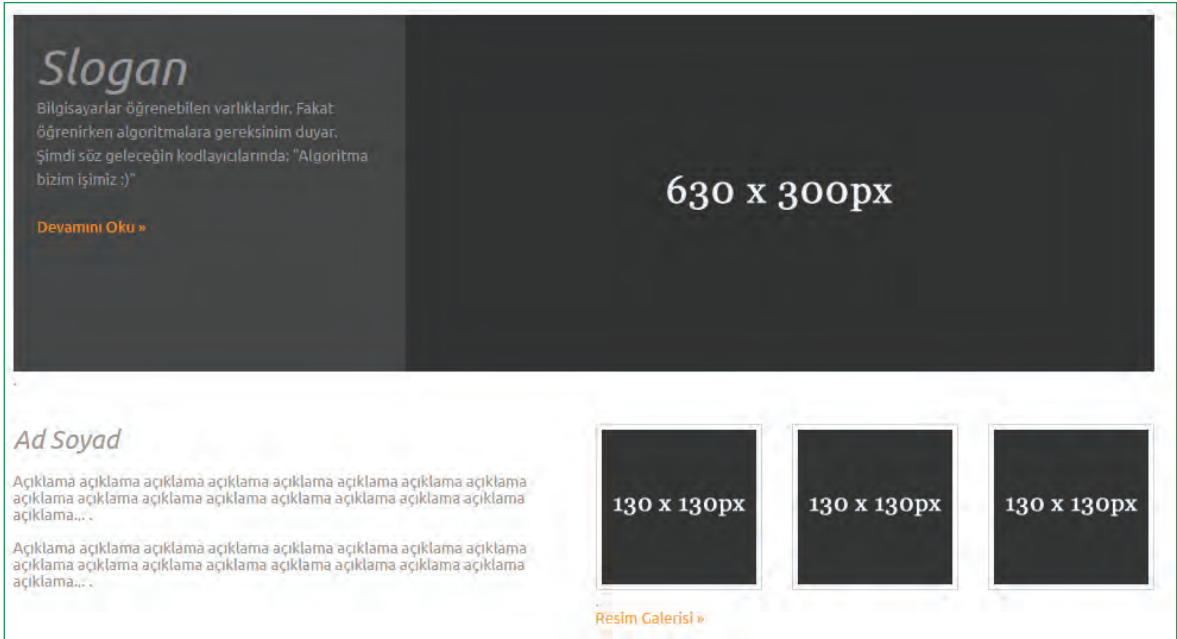 Slogan
Bilgisayarlar öğrenebilen varlıklardır. Fakat
öğrenirken algoritmalara gereksinim duyar.
Şimdi söz geleceğin kodlayıcılarında: "Algoritma
bizim işimiz :)"
Devamını Oku »
630 x 300px
.
Ad Soyad
Açıklama açıklama açıklama açıklama açıklama açıklama açıklama açıklama
açıklama açıklama açıklama açıklama açıklama açıklama açıklama açıklama
açıklama... .
Açıklama açıklama açıklama açıklama açıklama açıklama açıklama açıklama
açıklama açıklama açıklama açıklama açıklama açıklama açıklama açıklama
açıklama... .
130 x 130px
130 x 130px
130 x 130px
.
Resim Galerisi »